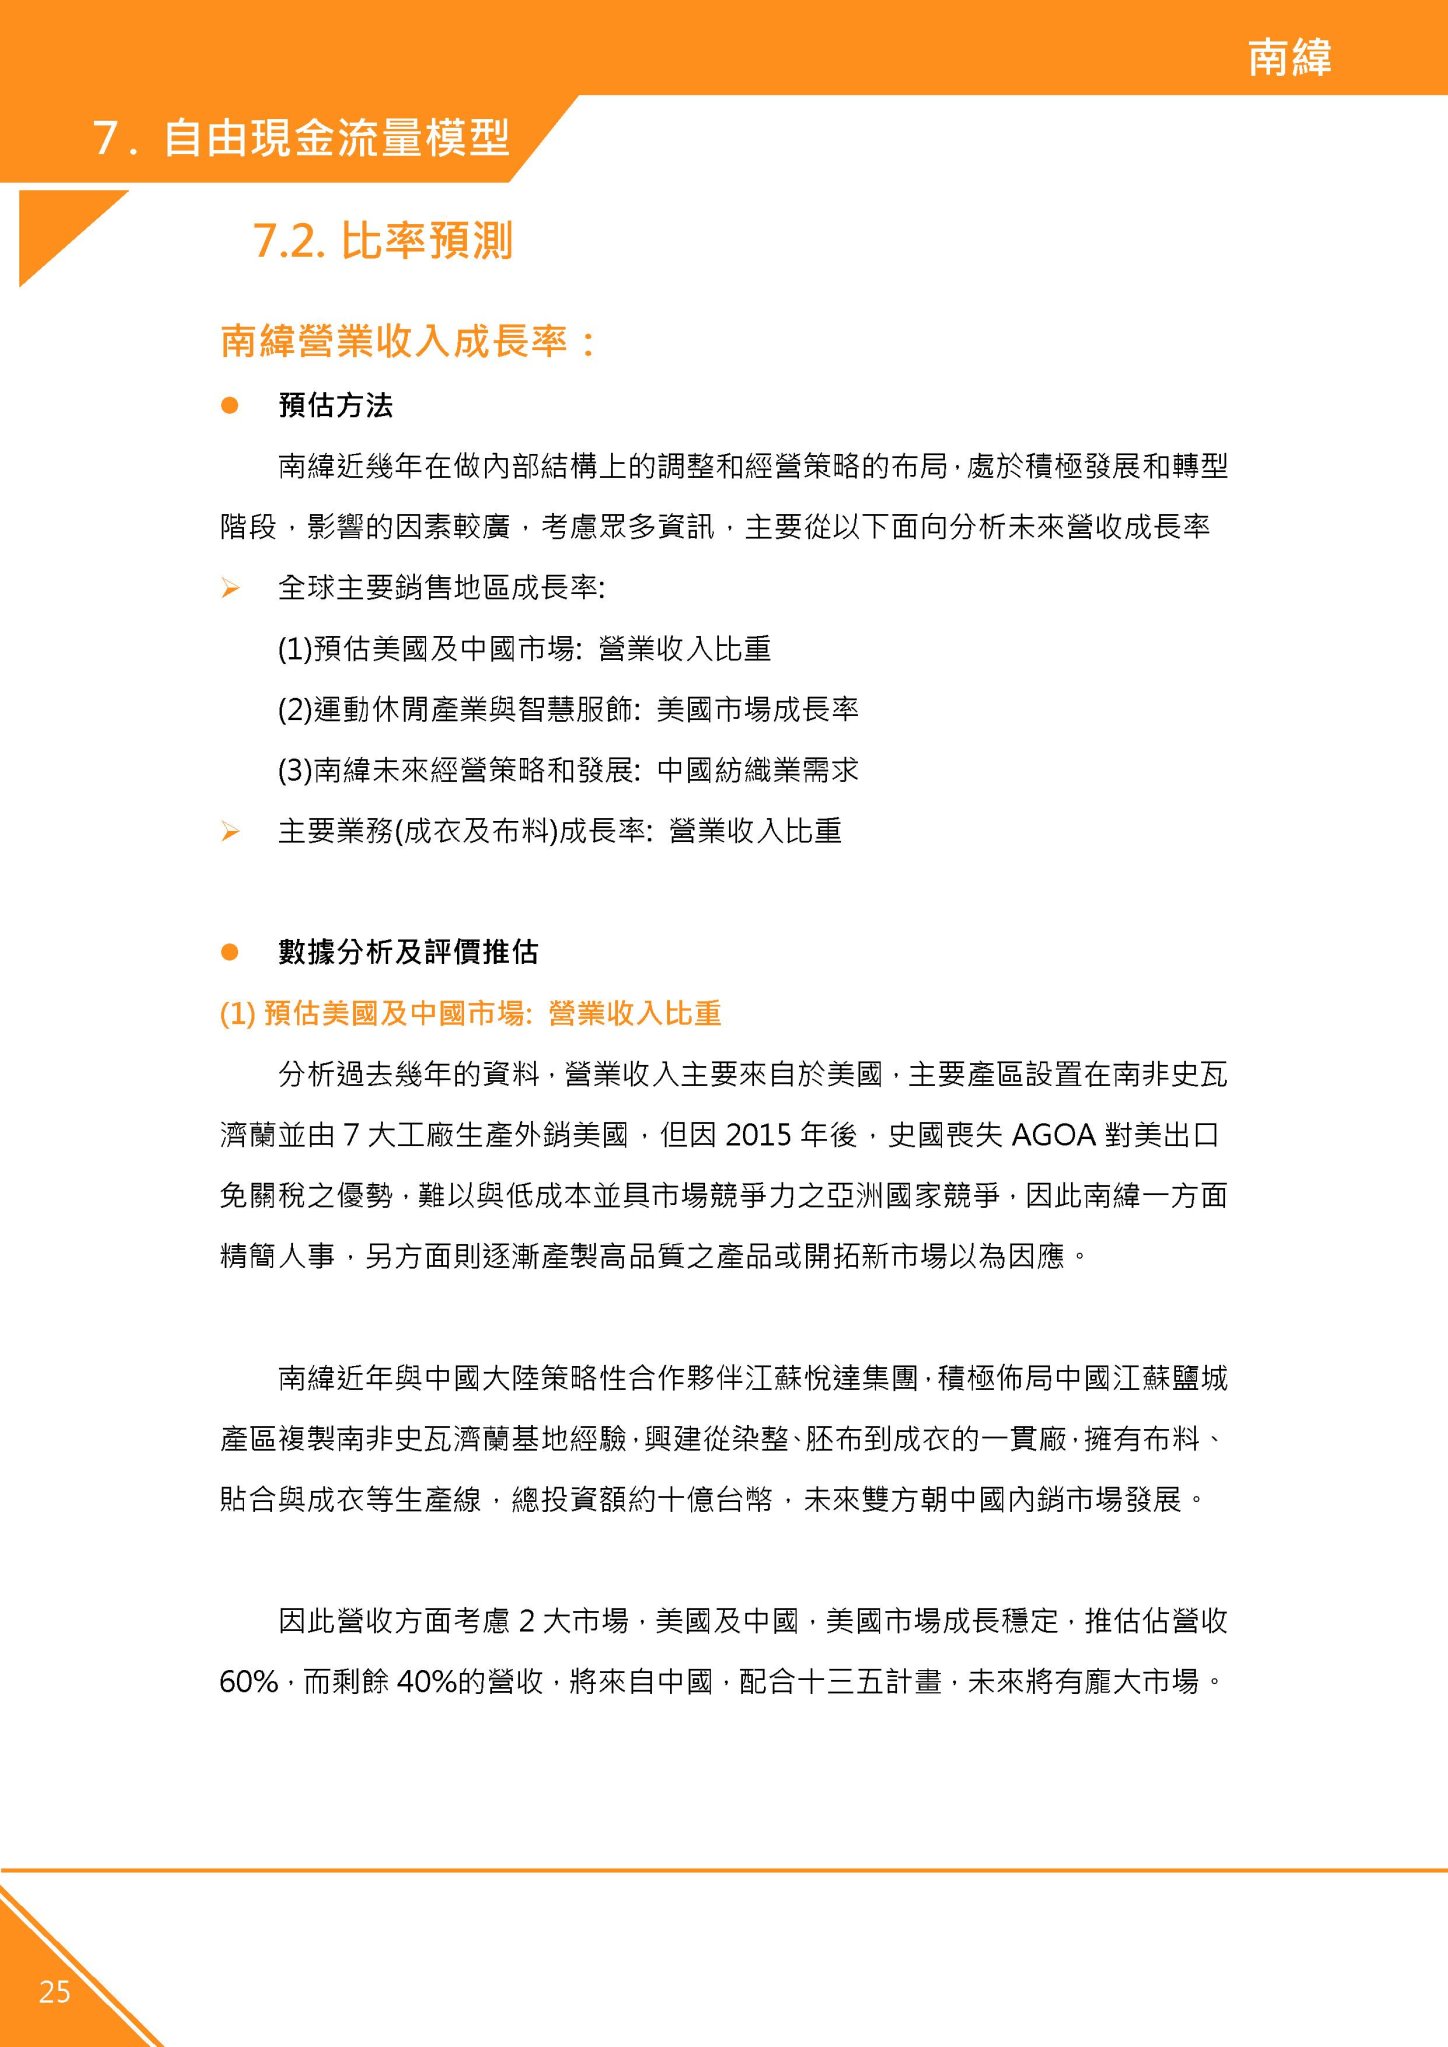 南緯
7. 自由現金流量模型
7.2. 比率預測
南緯營業收入成長率：
● 預估方法
南緯近幾年在做內部結構上的調整和經營策略的布局，處於積極發展和轉型
階段，影響的因素較廣，考慮眾多資訊，主要從以下面向分析未來營收成長率
➢ 全球主要銷售地區成長率:
(1)預估美國及中國市場: 營業收入比重
(2)運動休閒產業與智慧服飾: 美國市場成長率
(3)南緯未來經營策略和發展: 中國紡織業需求
➢ 主要業務(成衣及布料)成長率: 營業收入比重
● 數據分析及評價推估
(1) 預估美國及中國市場: 營業收入比重
分析過去幾年的資料，營業收入主要來自於美國，主要產區設置在南非史瓦
濟蘭並由 7 大工廠生產外銷美國，但因 2015 年後，史國喪失 AGOA 對美出口
免關稅之優勢，難以與低成本並具市場競爭力之亞洲國家競爭，因此南緯一方面
精簡人事，另方面則逐漸產製高品質之產品或開拓新市場以為因應。
南緯近年與中國大陸策略性合作夥伴江蘇悅達集團，積極佈局中國江蘇鹽城
產區複製南非史瓦濟蘭基地經驗，興建從染整、胚布到成衣的一貫廠，擁有布料、
貼合與成衣等生產線，總投資額約十億台幣，未來雙方朝中國內銷市場發展。
因此營收方面考慮 2 大市場，美國及中國，美國市場成長穩定，推估佔營收
60%，而剩餘 40%的營收，將來自中國，配合十三五計畫，未來將有龐大市場。
25